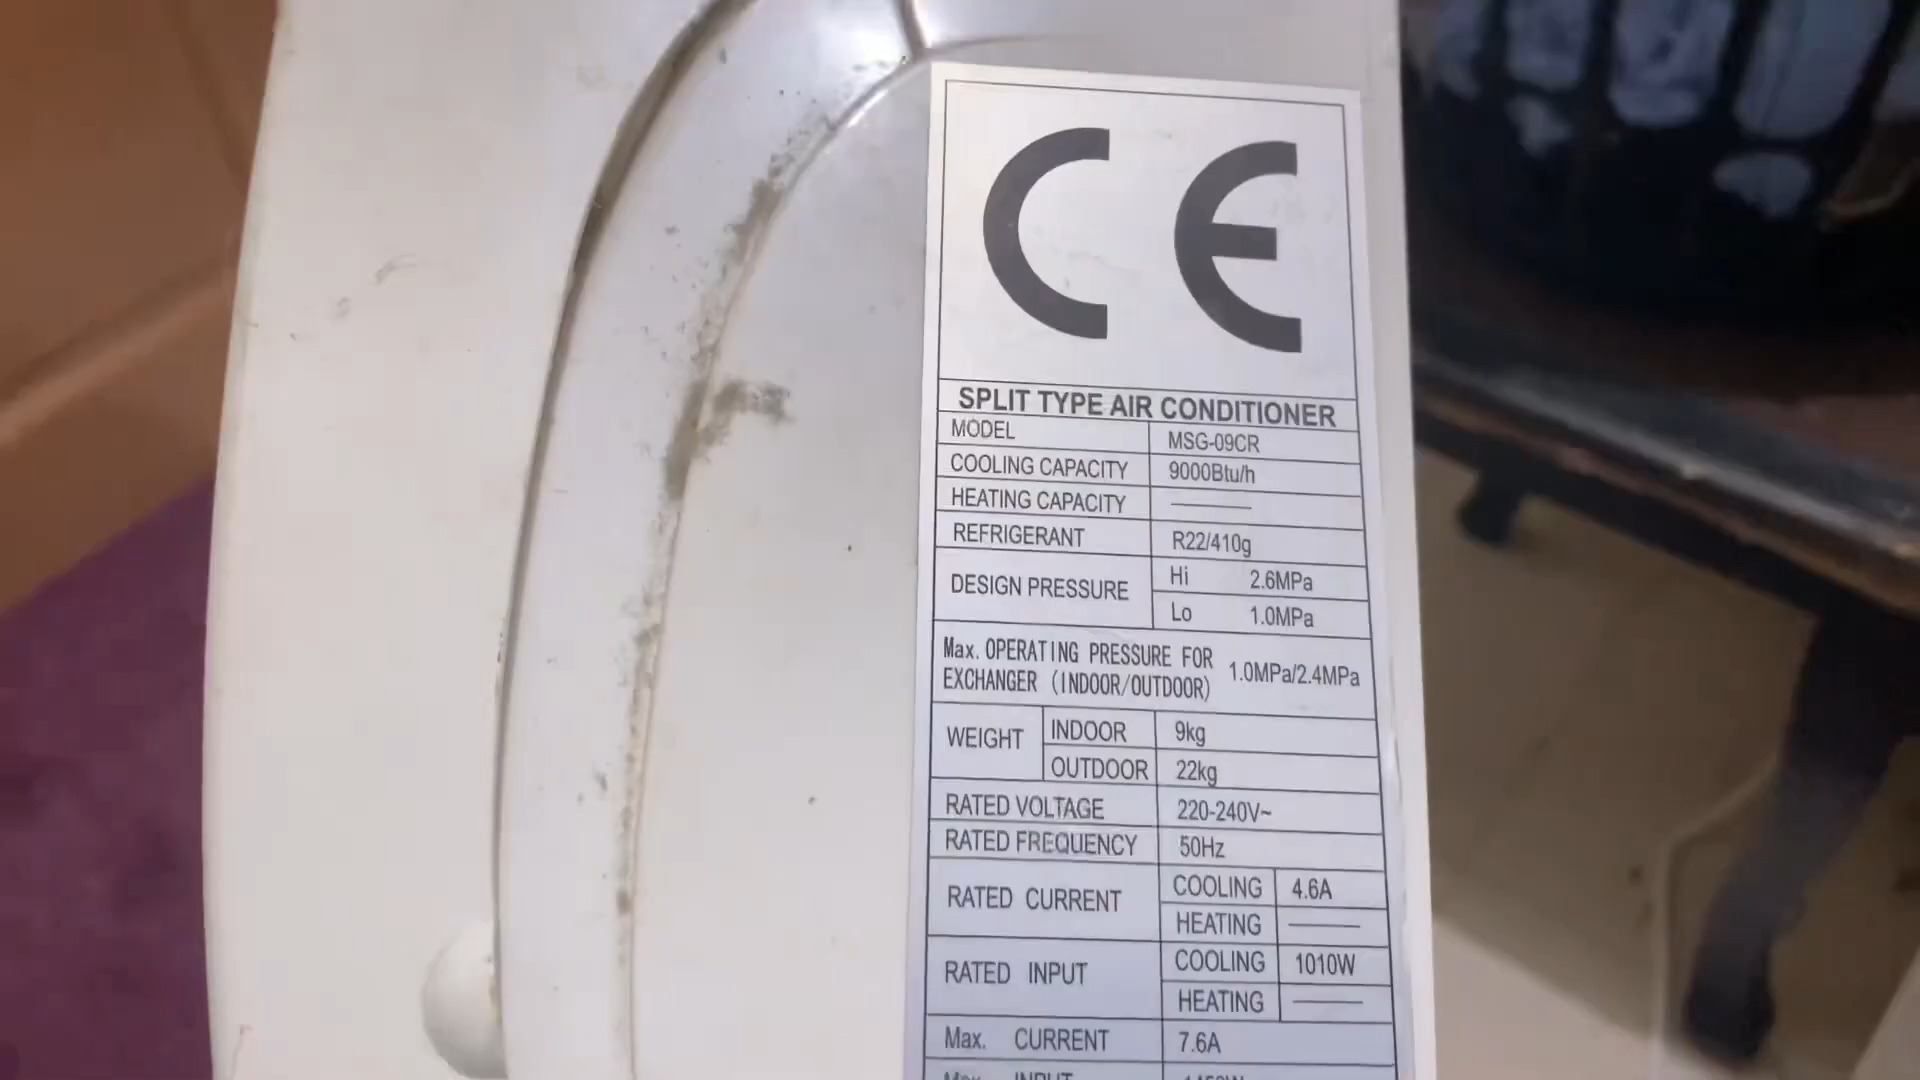 CE
SPLIT TYPE AIR CONDITIONER
MODEL MSG-09CR
COOLING CAPACITY 9000Btu/h
HEATING CAPACITY ———
REFRIGERANT R22/410g
DESIGN PRESSURE Hi 2.6MPa
Lo 1.0MPa
Max. OPERATING PRESSURE FOR
EXCHANGER (INDOOR/OUTDOOR) 1.0MPa/2.4MPa
WEIGHT INDOOR 9kg
OUTDOOR 22kg
RATED VOLTAGE 220-240V~
RATED FREQUENCY 50Hz
RATED CURRENT COOLING 4.6A
HEATING ———
RATED INPUT COOLING 1010W
HEATING ———
Max. CURRENT 7.6A
Max. INPUT